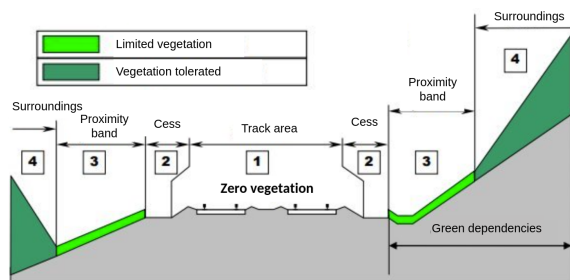 Surroundings
Limited vegetation
4
Vegetation tolerated
Proximity
band
Surroundings
Proximity
band
Cess
Track area
Cess
4
3
2
1
2
3
Zero vegetation
Green dependencies